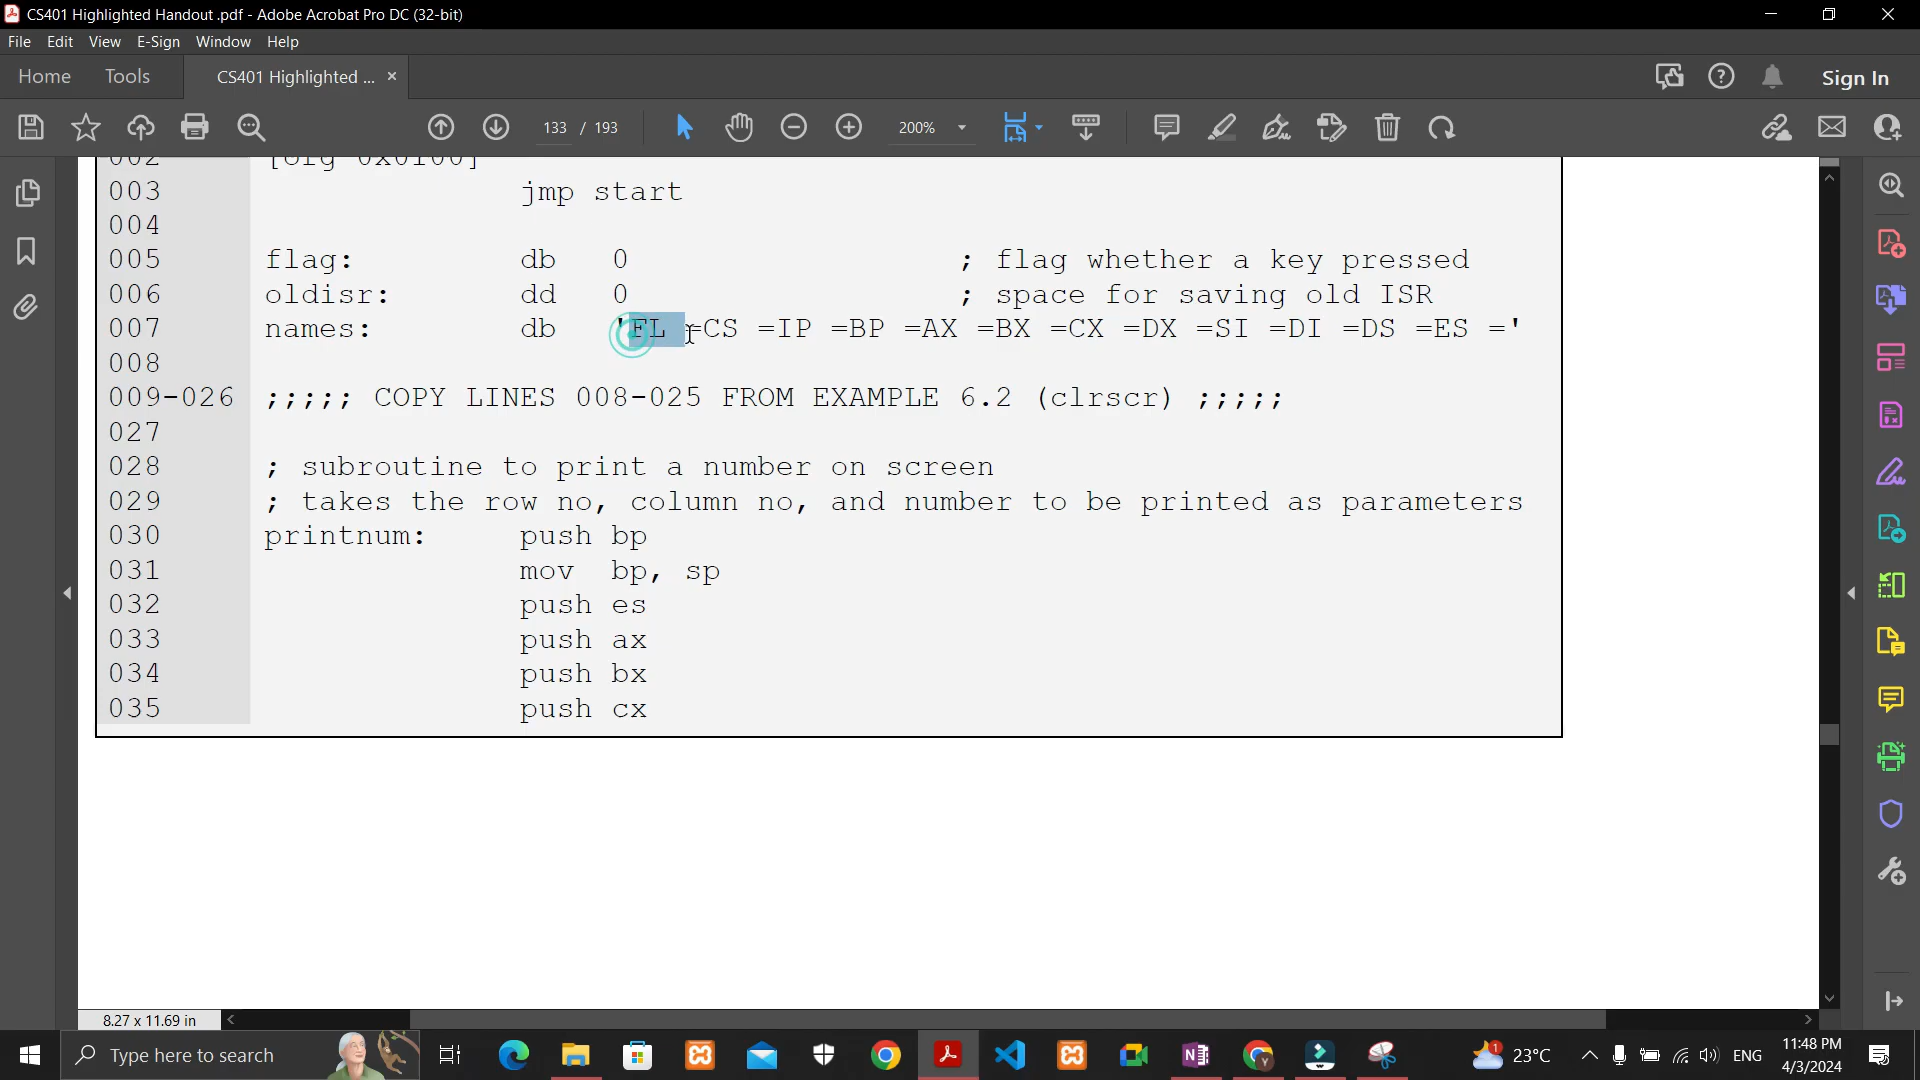 CS401 Highlighted Handout .pdf - Adobe Acrobat Pro DC (32-bit)
File Edit View E-Sign Window Help
Home Tools CS401 Highlighted ... × Sign In
133 / 193 200%
002 [org 0x0100]
003 jmp start
004
005 flag: db 0 ; flag whether a key pressed
006 oldisr: dd 0 ; space for saving old ISR
007 names: db 'FL =CS =IP =BP =AX =BX =CX =DX =SI =DI =DS =ES ='
008
009-026 ;;;;; COPY LINES 008-025 FROM EXAMPLE 6.2 (clrscr) ;;;;;
027
028 ; subroutine to print a number on screen
029 ; takes the row no, column no, and number to be printed as parameters
030 printnum: push bp
031 mov bp, sp
032 push es
033 push ax
034 push bx
035 push cx
8.27 x 11.69 in
Type here to search
1 23°C ENG 11:48 PM
4/3/2024